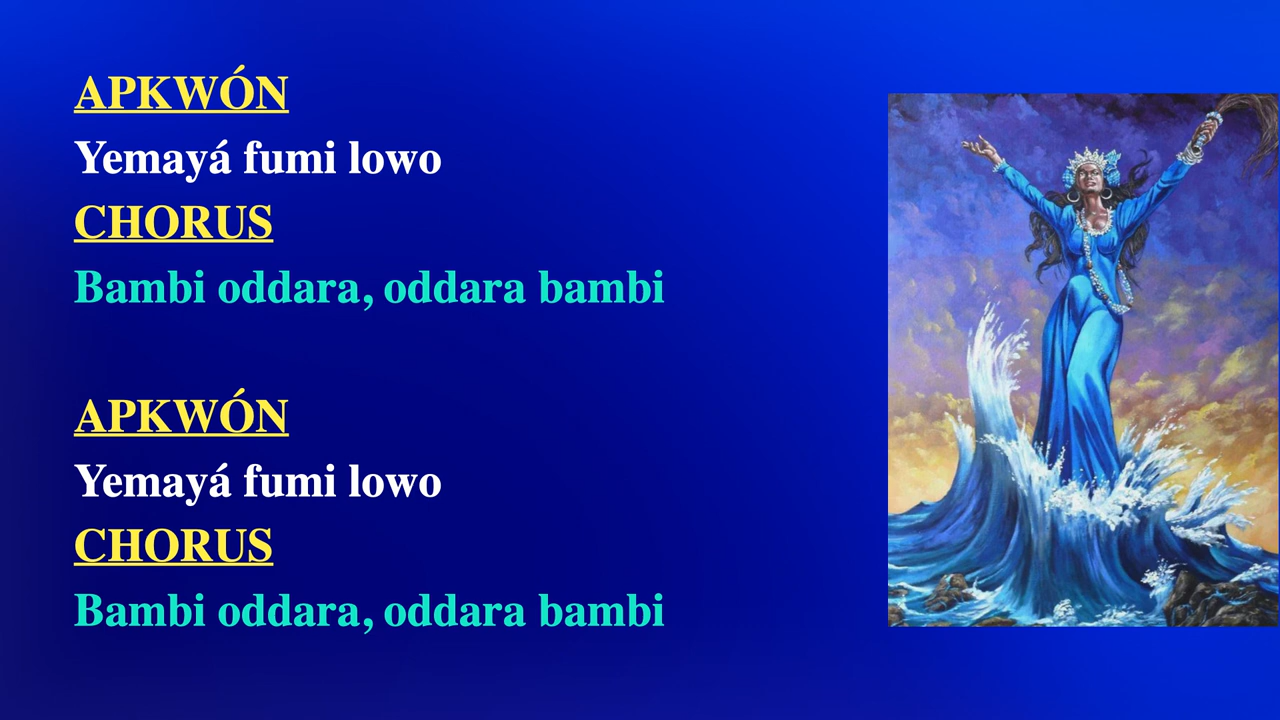 APKWÓN
Yemayá fumi lowo
CHORUS
Bambi oddara, oddara bambi
APKWÓN
Yemayá fumi lowo
CHORUS
Bambi oddara, oddara bambi